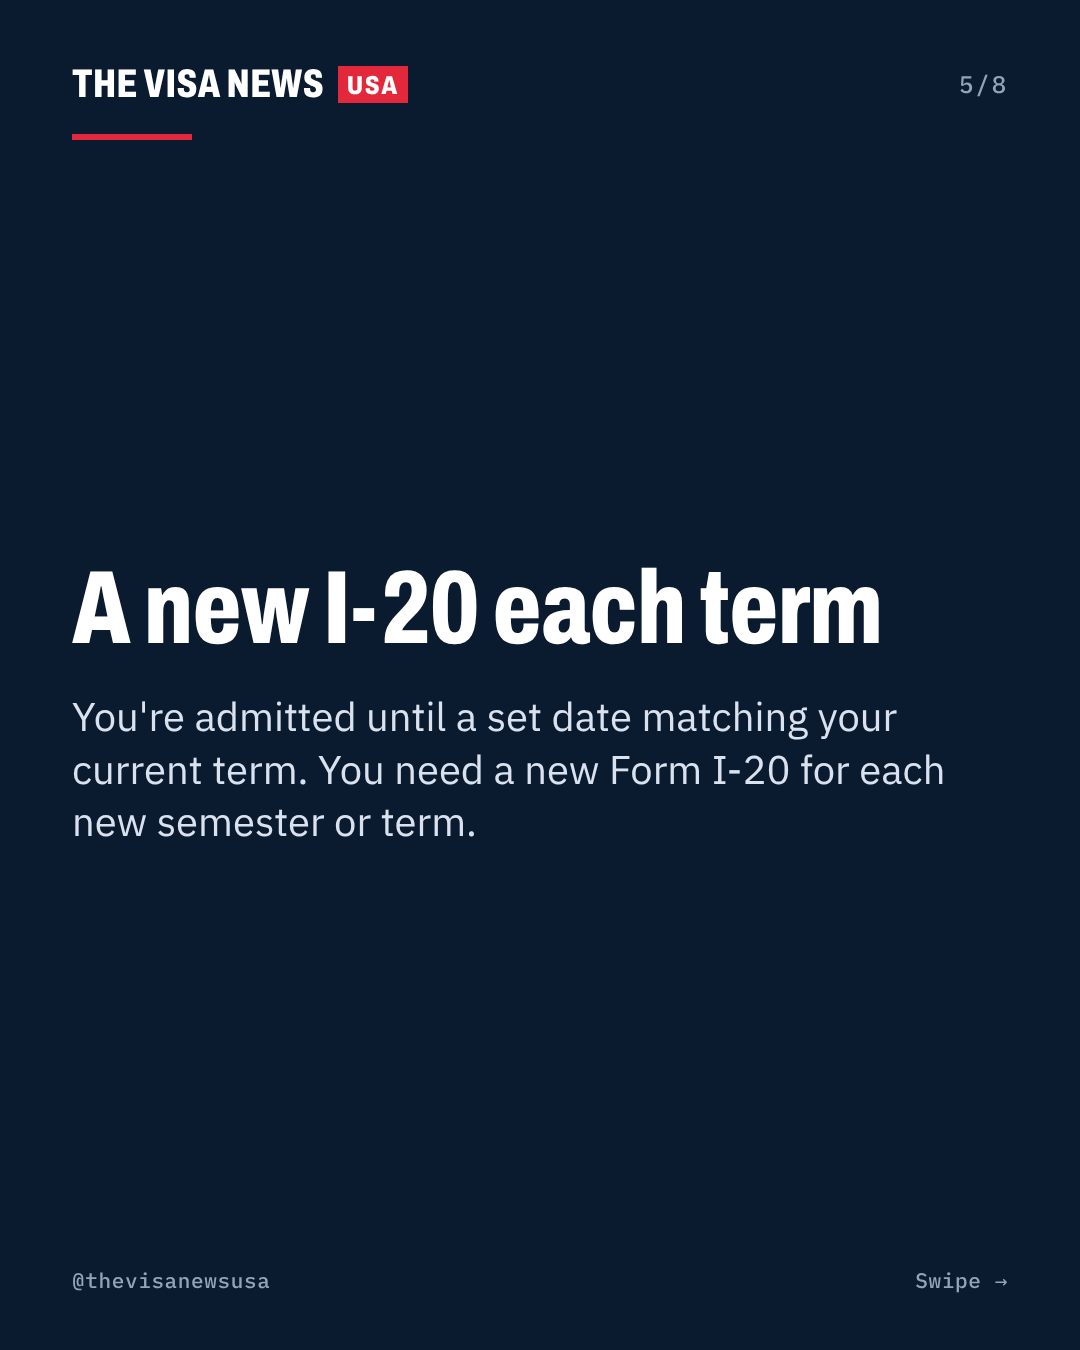 THE VISA NEWS USA
5/8
A new I-20 each term
You're admitted until a set date matching your
current term. You need a new Form I-20 for each
new semester or term.
@thevisanewsusa
Swipe →